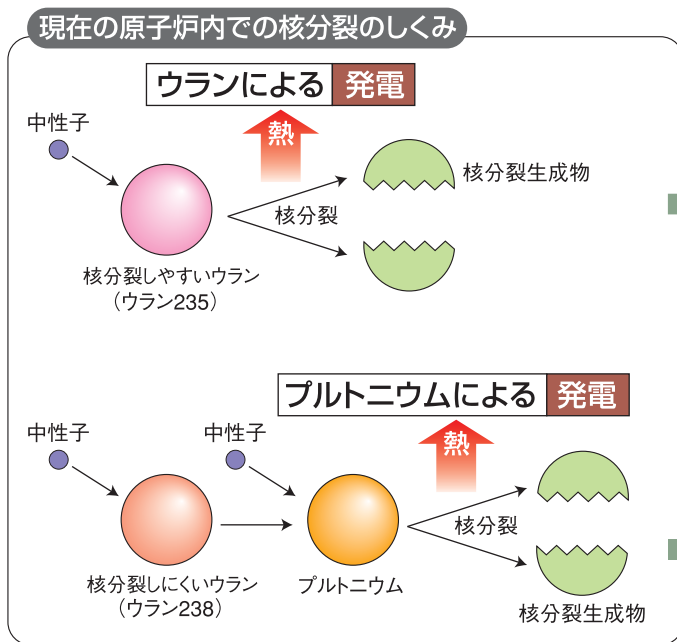 現在の原子炉内での核分裂のしくみ
ウランによる 発電
中性子
熱
核分裂生成物
核分裂
核分裂しやすいウラン
（ウラン235）
プルトニウムによる 発電
中性子
中性子
熱
核分裂
核分裂しにくいウラン
（ウラン238）
プルトニウム
核分裂生成物